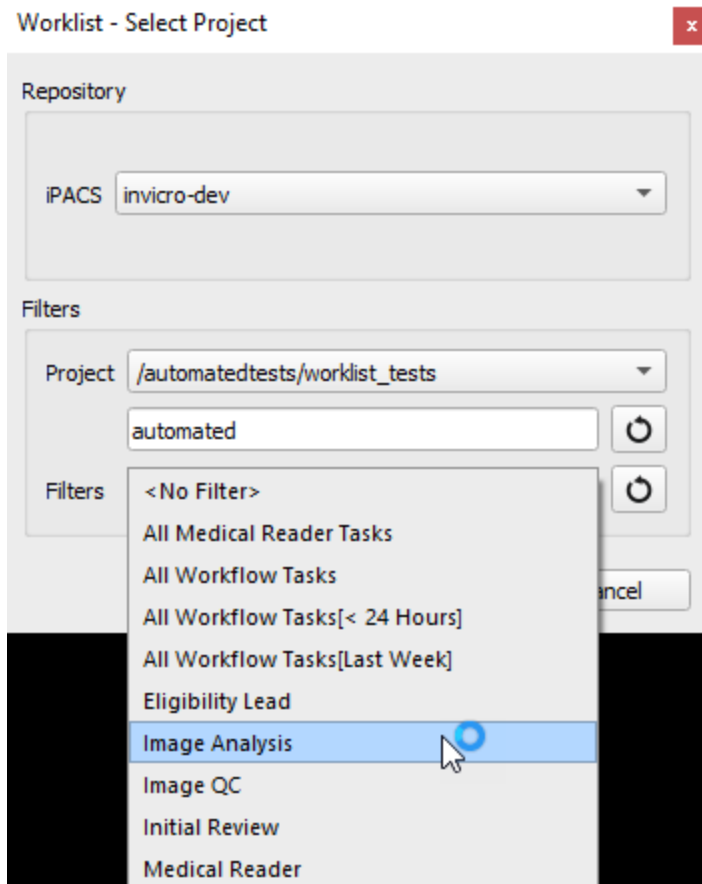 Worklist - Select Project
x
Repository
iPACS invicro-dev
Filters
Project /automatedtests/worklist_tests
automated
Filters <No Filter>
All Medical Reader Tasks
All Workflow Tasks
ancel
All Workflow Tasks[< 24 Hours]
All Workflow Tasks[Last Week]
Eligibility Lead
Image Analysis
Image QC
Initial Review
Medical Reader